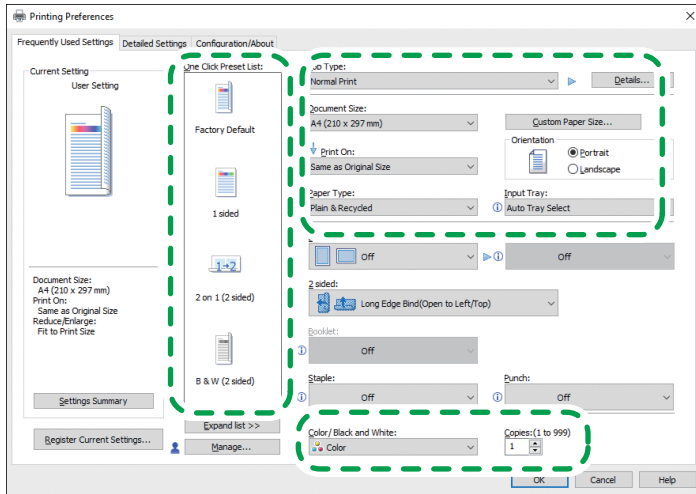 Printing Preferences
Frequently Used Settings Detailed Settings Configuration/About
Current Setting
User Setting
Document Size:
A4 (210 x 297 mm)
Print On:
Same as Original Size
Reduce/Enlarge:
Fit to Print Size
Settings Summary
Register Current Settings...
One Click Preset List:
Factory Default
1 sided
1→2
2 on 1 (2 sided)
B & W (2 sided)
Expand list >>
Manage...
Type:
Normal Print
Details...
Document Size:
A4 (210 x 297 mm)
Custom Paper Size...
Print On:
Same as Original Size
Orientation
Portrait
Landscape
Paper Type:
Plain & Recycled
Input Tray:
Auto Tray Select
Off
Off
2 sided:
Long Edge Bind(Open to Left/Top)
Booklet:
Off
Staple:
Off
Punch:
Off
Color/ Black and White:
Color
Copies:(1 to 999)
1
OK Cancel Help